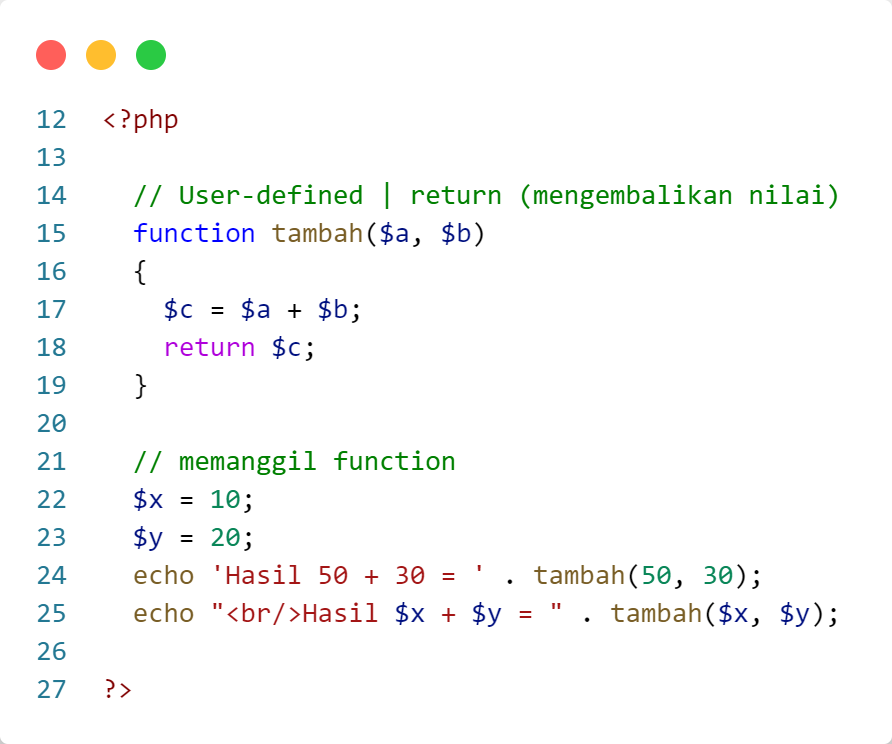 12 <?php
13
14 // User-defined | return (mengembalikan nilai)
15 function tambah($a, $b)
16 {
17 $c = $a + $b;
18 return $c;
19 }
20
21 // memanggil function
22 $x = 10;
23 $y = 20;
24 echo 'Hasil 50 + 30 = ' . tambah(50, 30);
25 echo "<br/>Hasil $x + $y = " . tambah($x, $y);
26
27 ?>